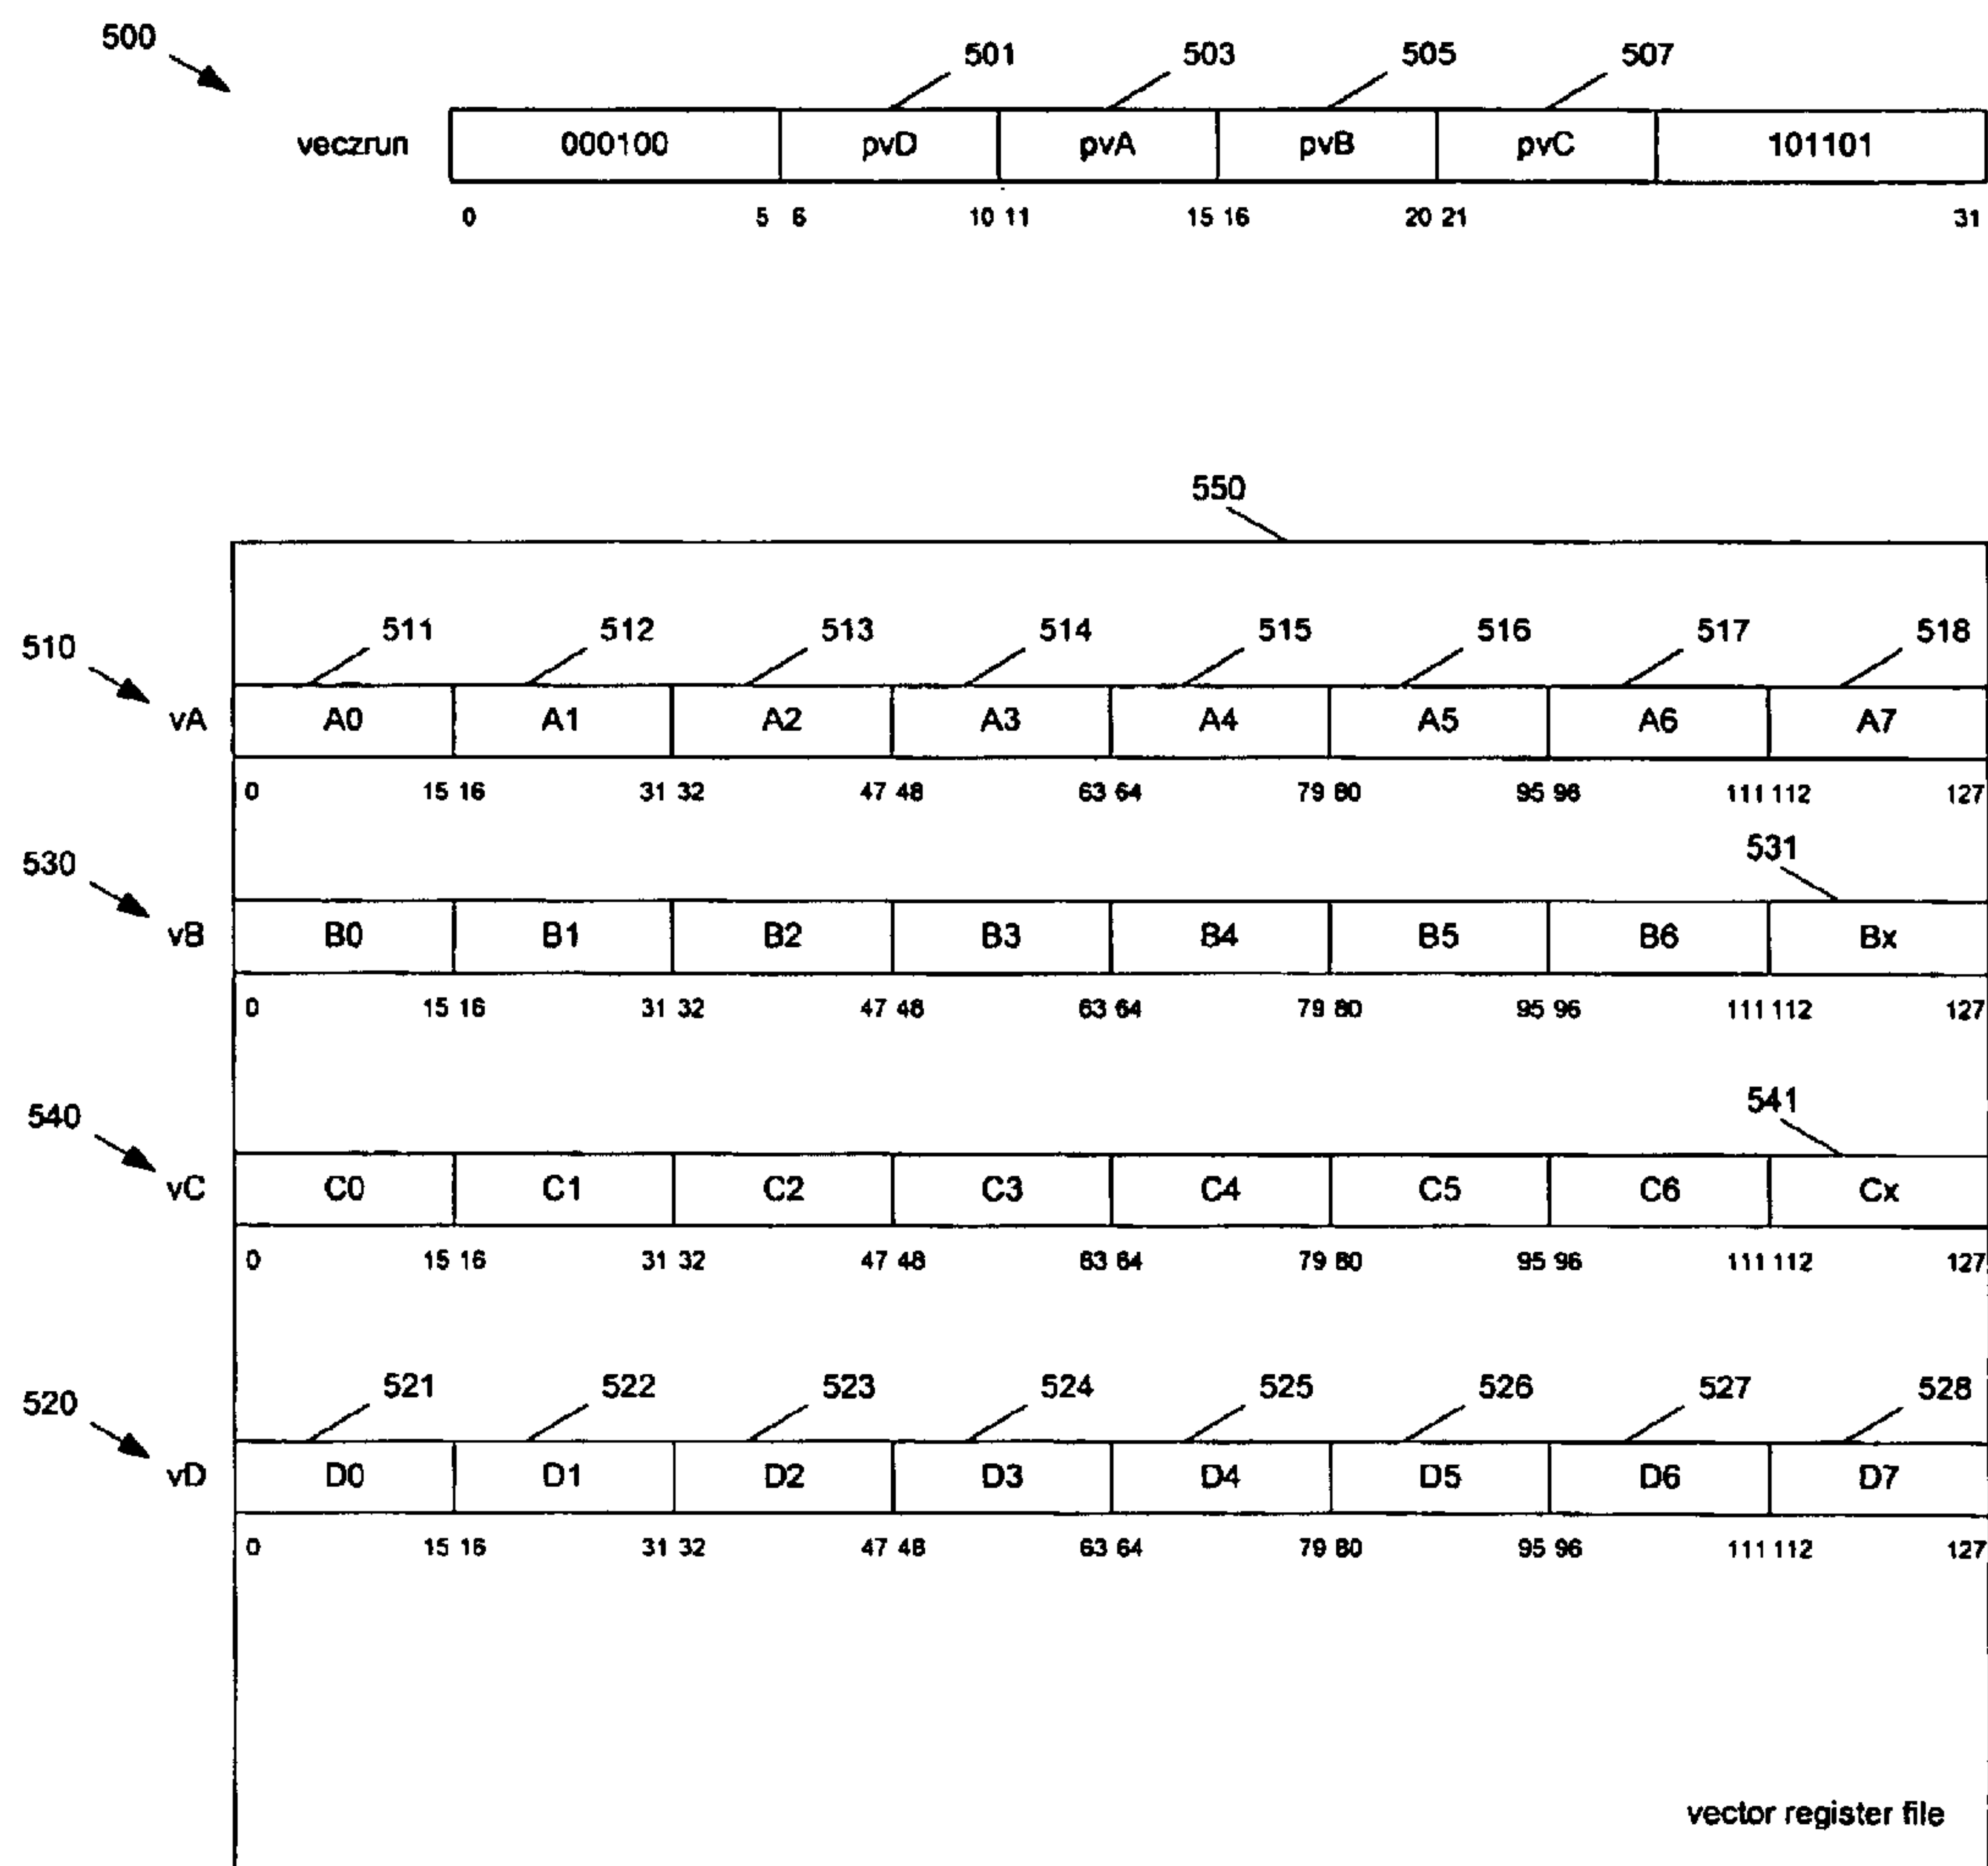 500
501 503 505 507
veczrun 000100 pvD pvA pvB pvC 101101
0 5 6 10 11 15 16 20 21 31
550
510
511 512 513 514 515 516 517 518
vA A0 A1 A2 A3 A4 A5 A6 A7
0 15 16 31 32 47 48 63 64 79 80 95 96 111 112 127
530
531
vB B0 B1 B2 B3 B4 B5 B6 Bx
0 15 16 31 32 47 48 63 64 79 80 95 96 111 112 127
540
541
vC C0 C1 C2 C3 C4 C5 C6 Cx
0 15 16 31 32 47 48 63 64 79 80 95 96 111 112 127
520
521 522 523 524 525 526 527 528
vD D0 D1 D2 D3 D4 D5 D6 D7
0 15 16 31 32 47 48 63 64 79 80 95 96 111 112 127
vector register file